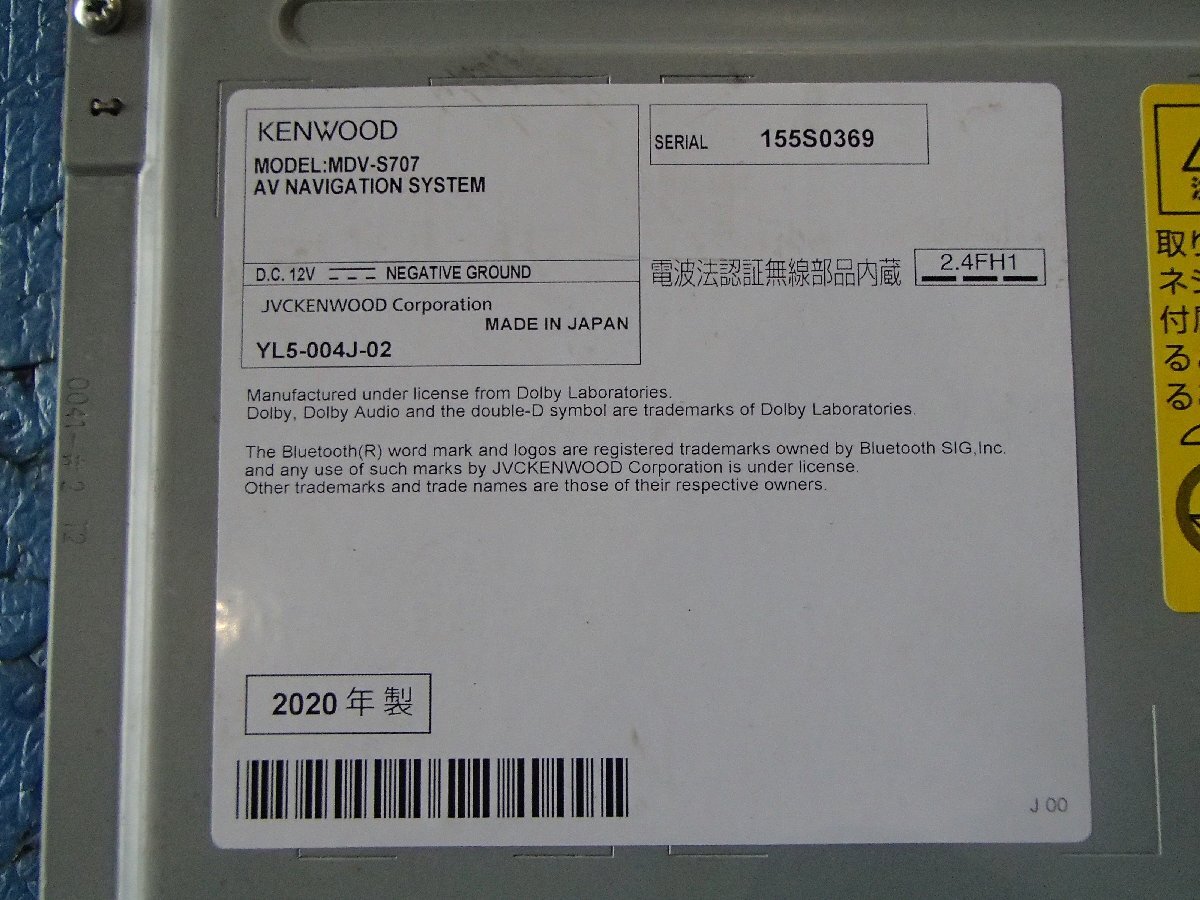 KENWOOD
MODEL:MDV-S707
AV NAVIGATION SYSTEM
D.C. 12V NEGATIVE GROUND
JVCKENWOOD Corporation
MADE IN JAPAN
YL5-004J-02
SERIAL 155S0369
電波法認証無線部品内蔵 2.4FH1
Manufactured under license from Dolby Laboratories.
Dolby, Dolby Audio and the double-D symbol are trademarks of Dolby Laboratories.
The Bluetooth(R) word mark and logos are registered trademarks owned by Bluetooth SIG,Inc.
and any use of such marks by JVCKENWOOD Corporation is under license.
Other trademarks and trade names are those of their respective owners.
2020 年 製
J 00
取り
ネジ
付属
る
る